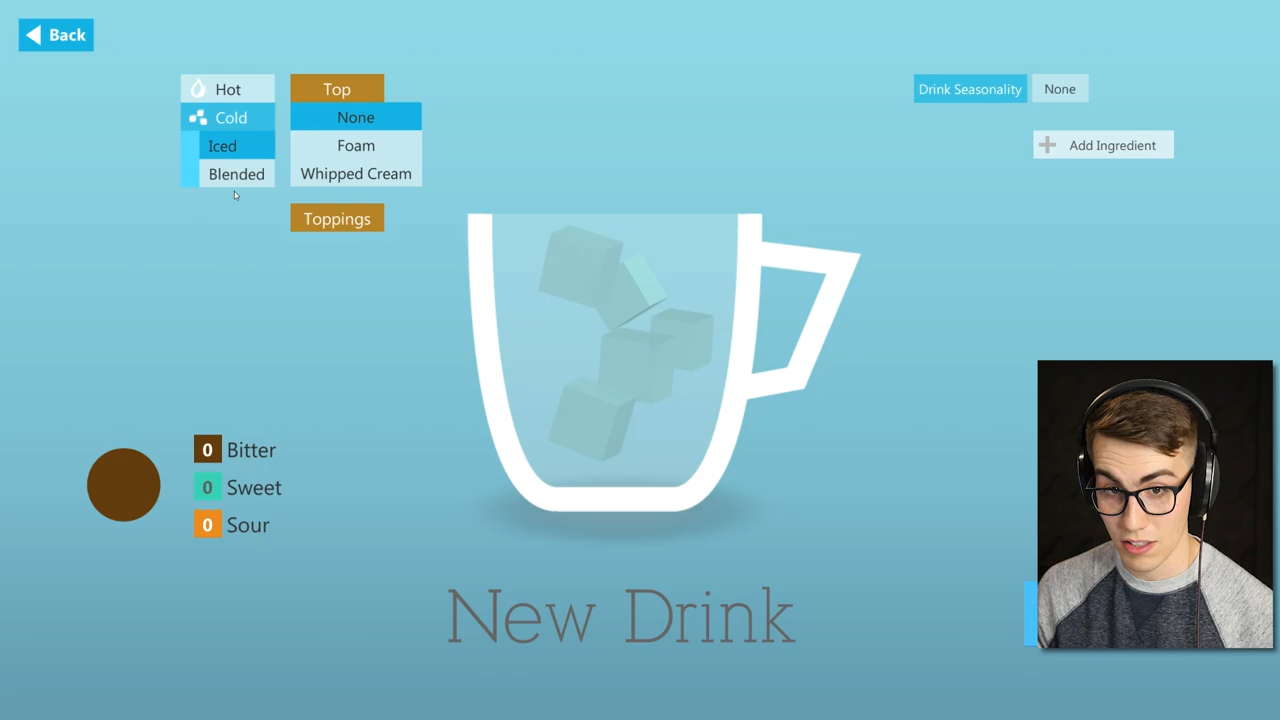 Back
Hot
Cold
Iced
Blended
Top
None
Foam
Whipped Cream
Toppings
Drink Seasonality
None
Add Ingredient
0 Bitter
0 Sweet
0 Sour
New Drink